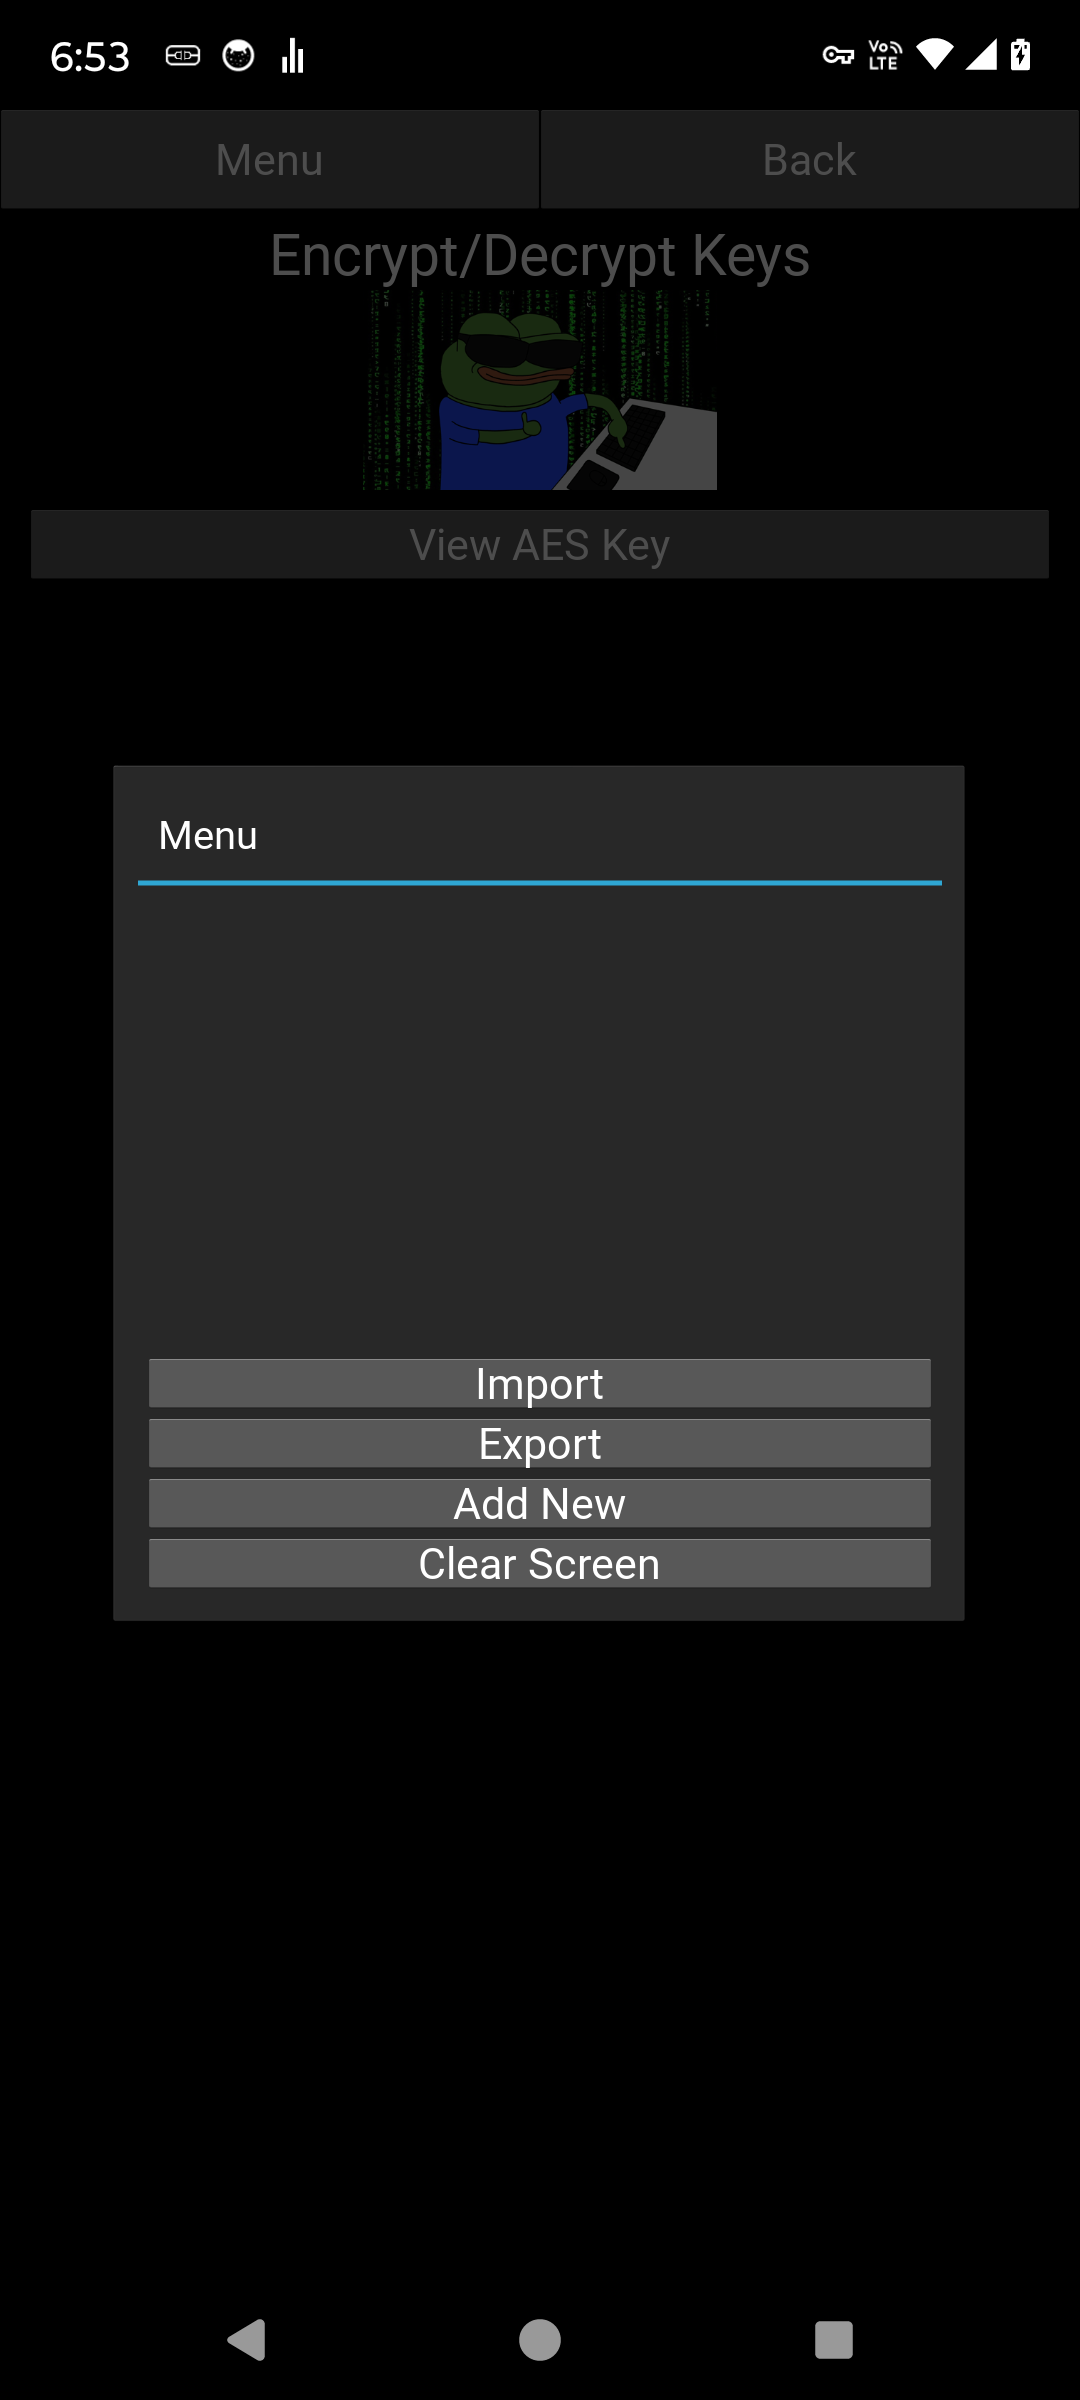 6:53
Vo
LTE
Menu
Back
Encrypt/Decrypt Keys
View AES Key
Menu
Import
Export
Add New
Clear Screen